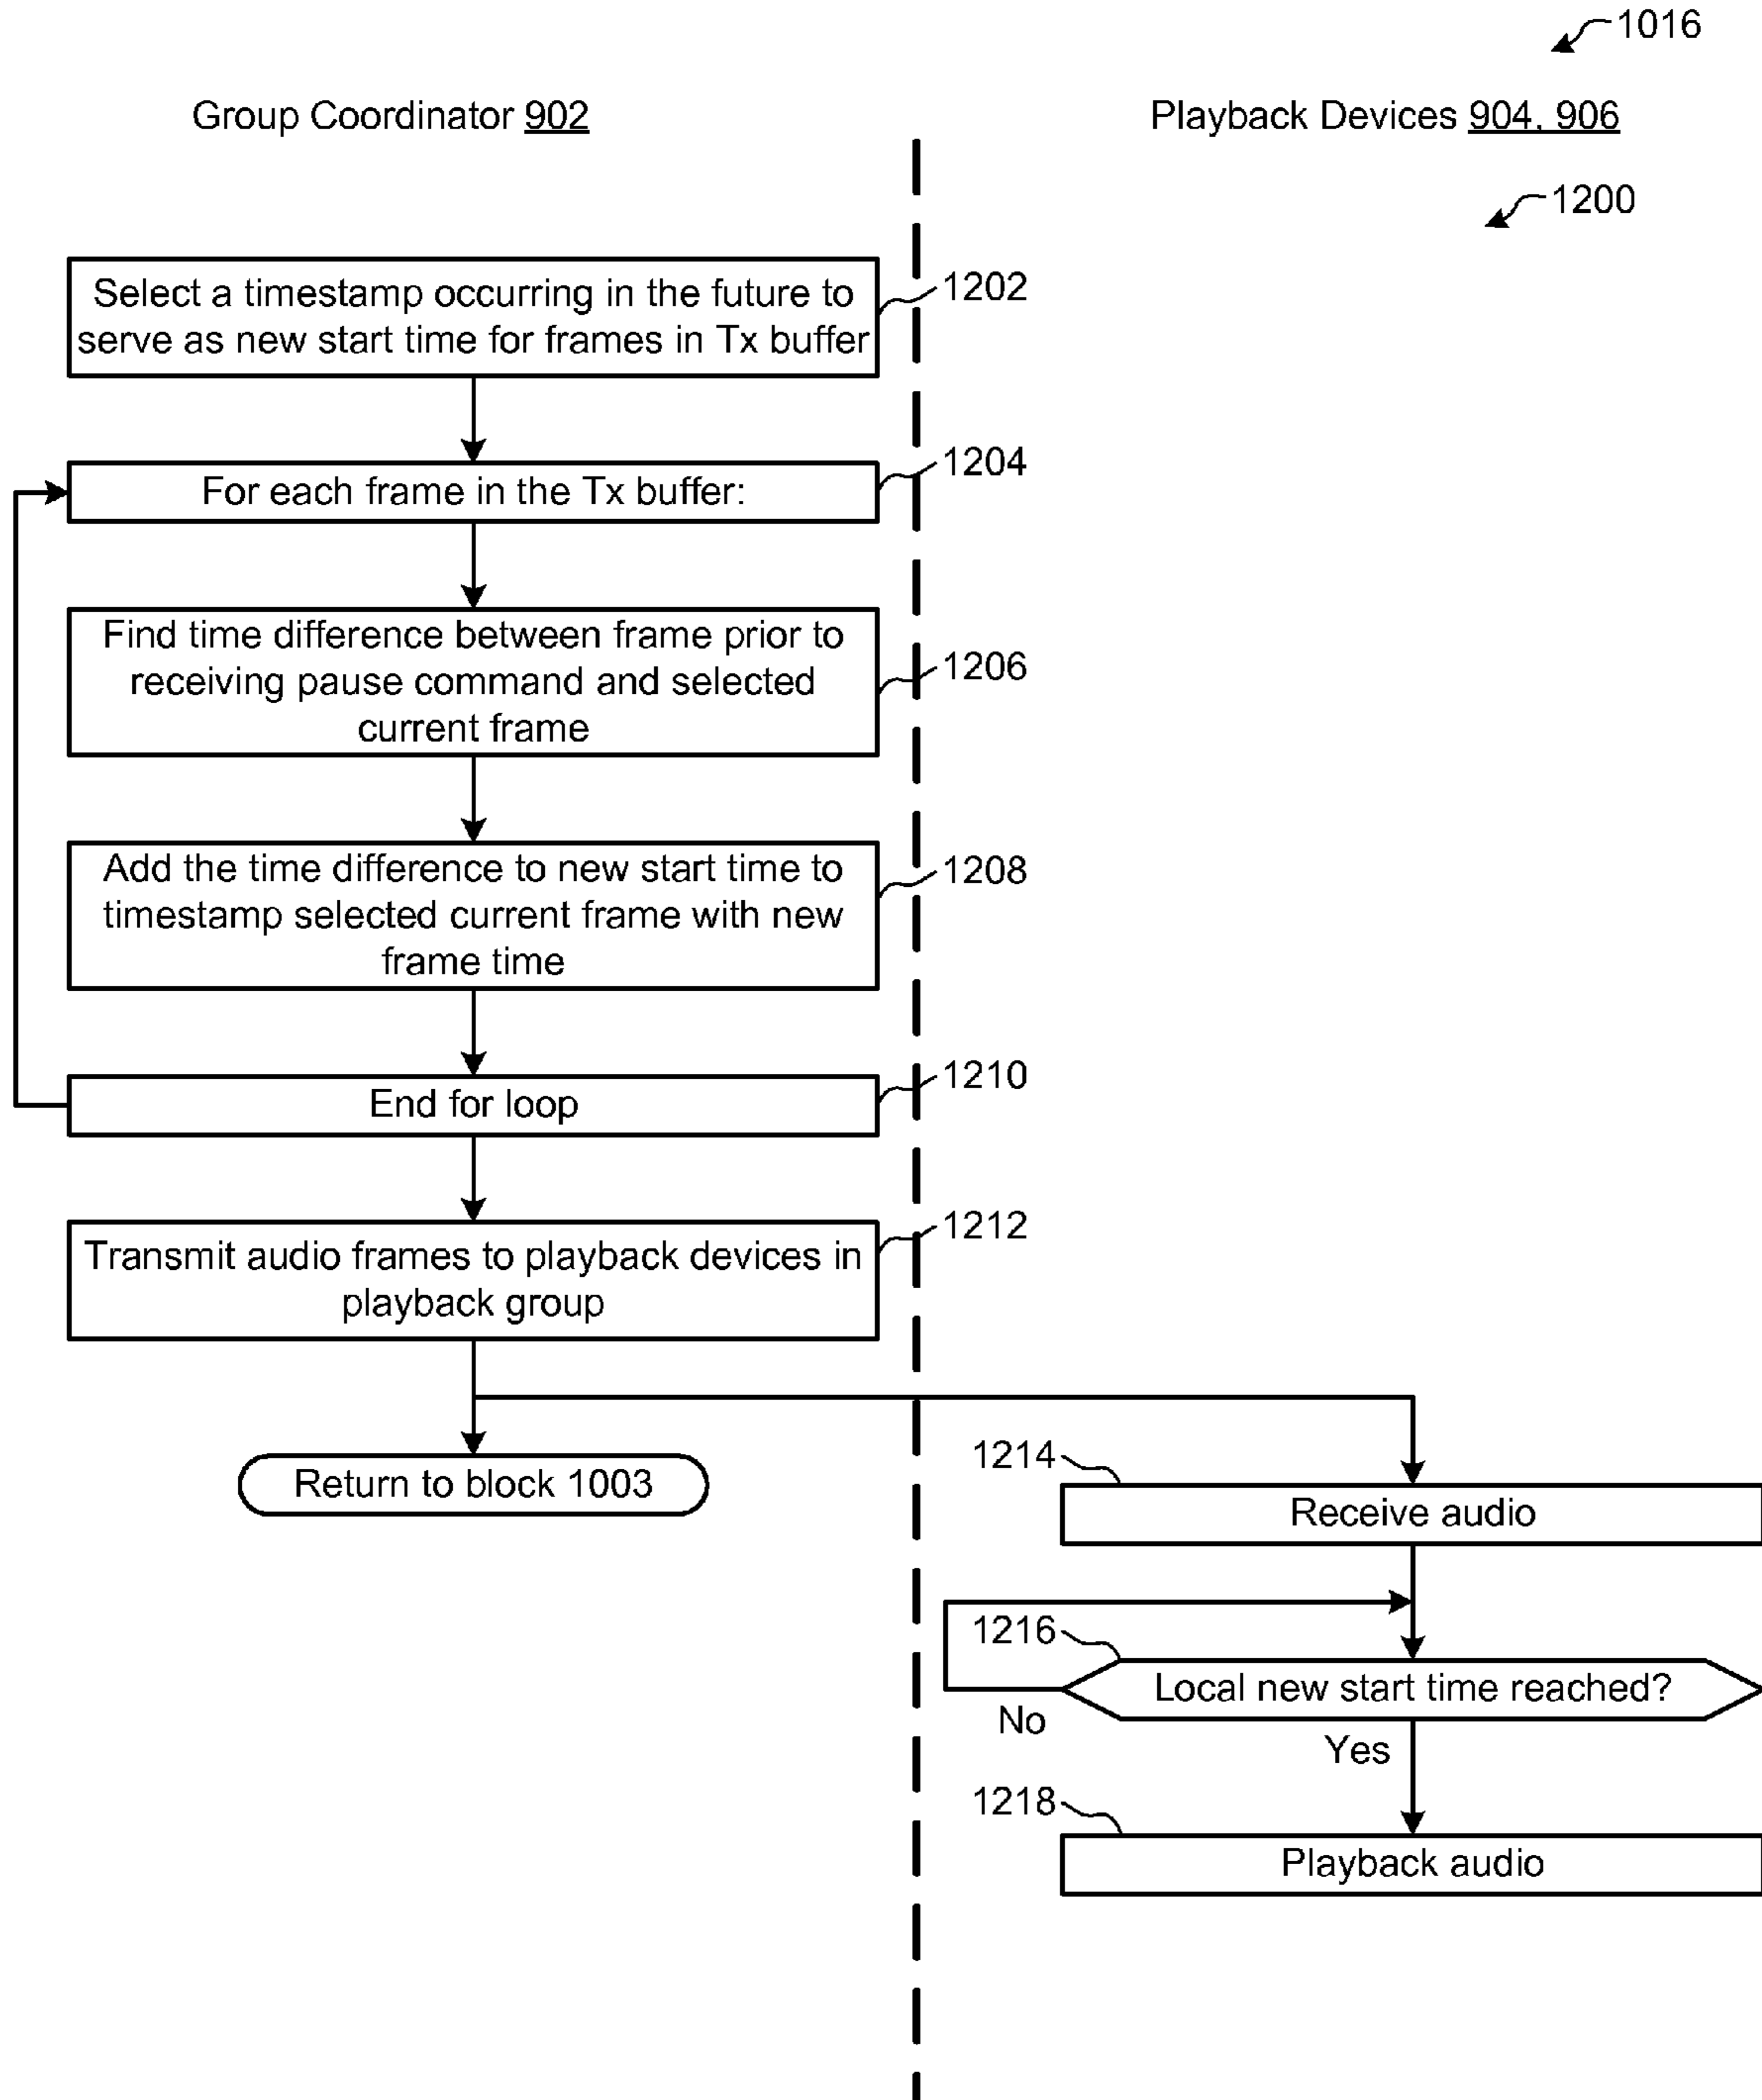 1016
Group Coordinator 902
Playback Devices 904, 906
1200
Select a timestamp occurring in the future to
serve as new start time for frames in Tx buffer
1202
For each frame in the Tx buffer:
1204
Find time difference between frame prior to
receiving pause command and selected
current frame
1206
Add the time difference to new start time to
timestamp selected current frame with new
frame time
1208
End for loop
1210
Transmit audio frames to playback devices in
playback group
1212
Return to block 1003
1214
Receive audio
1216
Local new start time reached?
No
Yes
1218
Playback audio